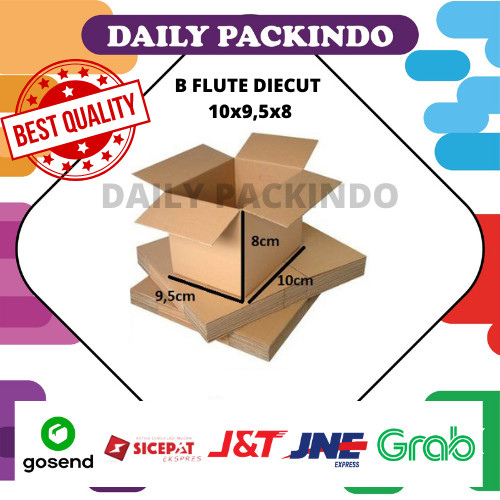 DAILY PACKINDO
B FLUTE DIECUT
10x9,5x8
BEST QUALITY
DAILY PACKINDO
8cm
10cm
9,5cm
gosend
SICEPAT
EKSPRES
J&T
JNE
EXPRESS
Grab